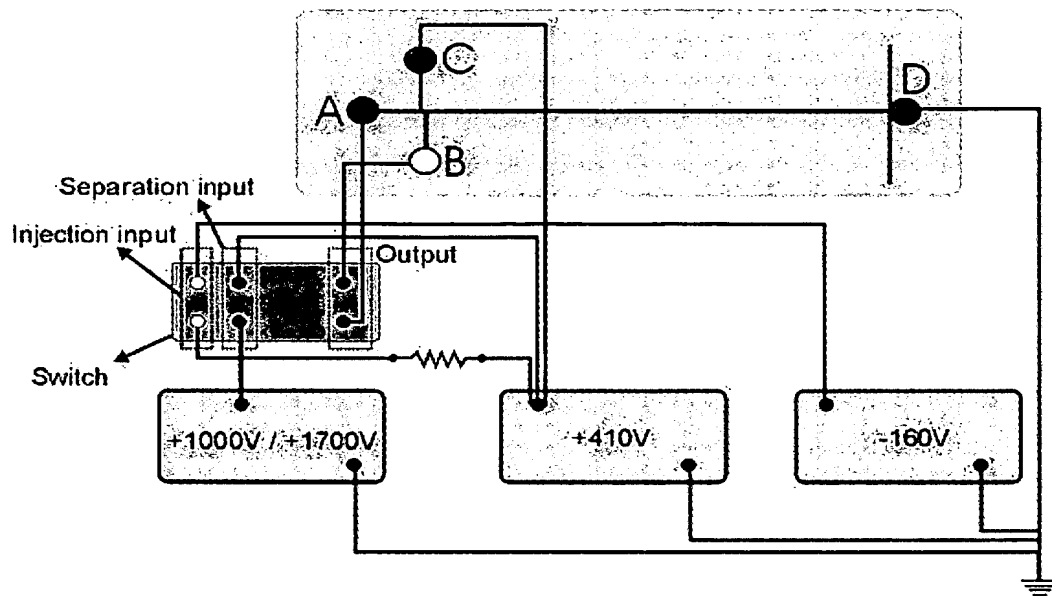 C
A
D
B
Separation input
Injection input
Output
Switch
+1000V / +1700V
+410V
-160V